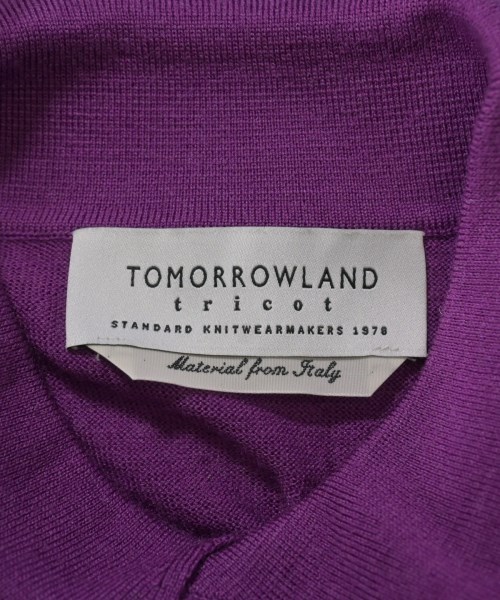 TOMORROWLAND
tricot
STANDARD KNITWEARMAKERS 1978
Material from Italy